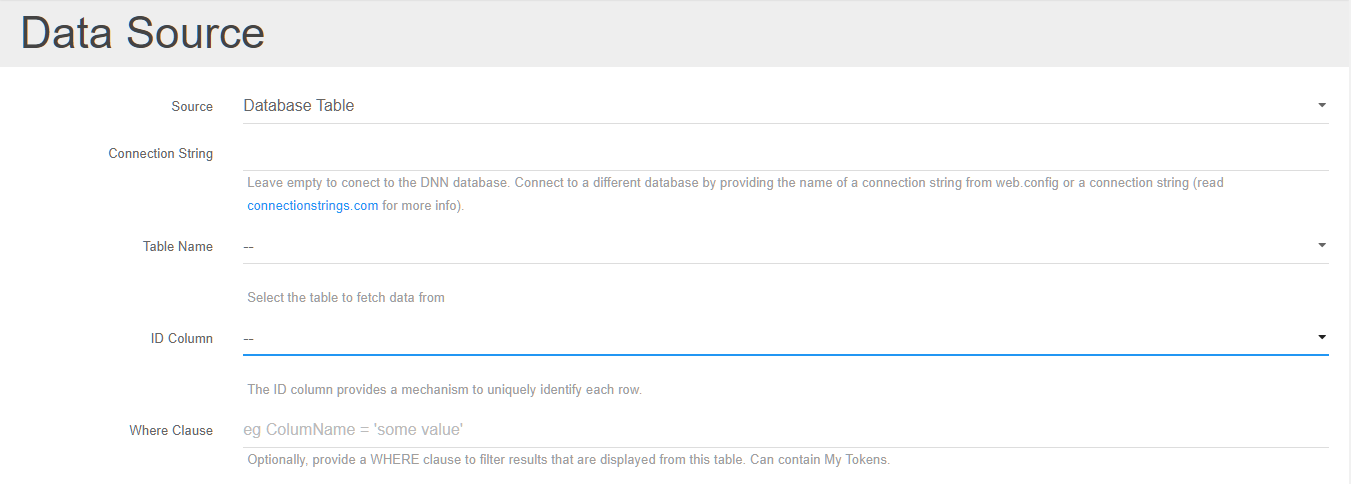 Data Source
Source
Database Table
Connection String
Leave empty to conect to the DNN database. Connect to a different database by providing the name of a connection string from web.config or a connection string (read
connectionstrings.com for more info).
Table Name
--
Select the table to fetch data from
ID Column
--
The ID column provides a mechanism to uniquely identify each row.
Where Clause
eg ColumName = 'some value'
Optionally, provide a WHERE clause to filter results that are displayed from this table. Can contain My Tokens.